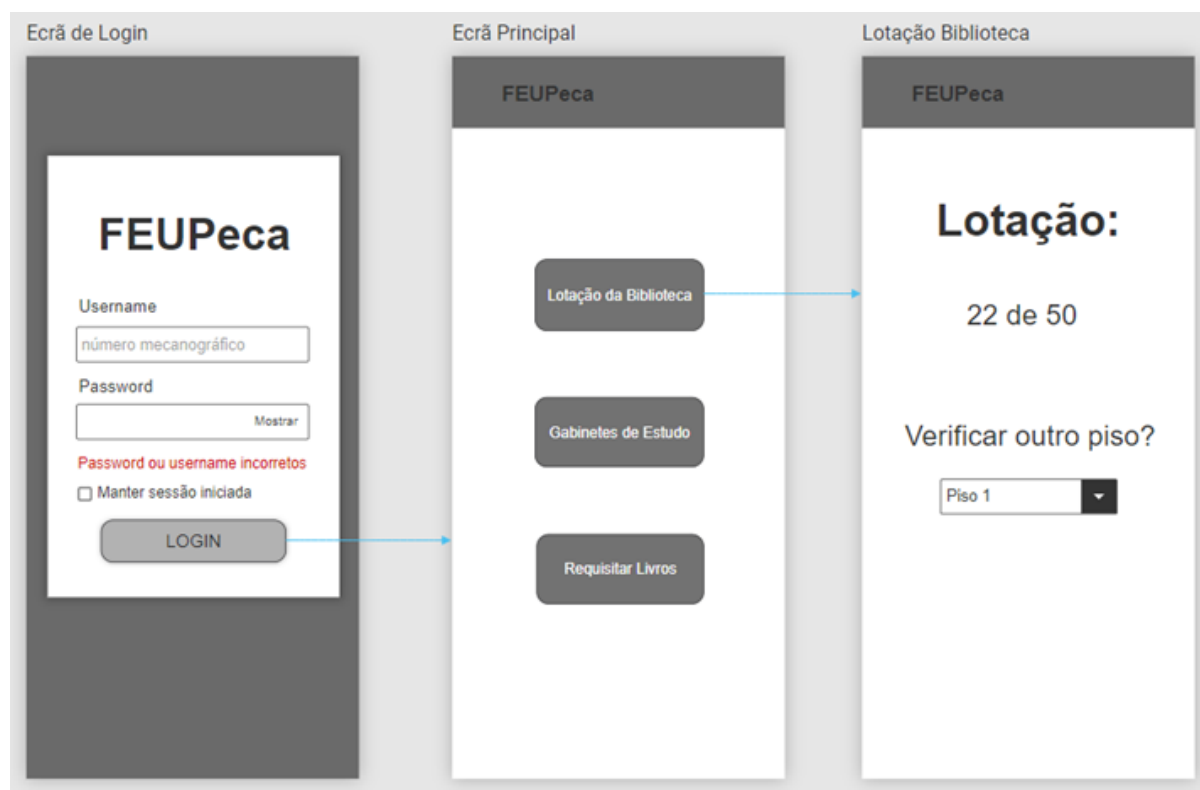 Ecrã de Login
FEUPeca
Username
número mecanográfico
Password
Mostrar
Password ou username incorretos
Manter sessão iniciada
LOGIN
Ecrã Principal
FEUPeca
Lotação da Biblioteca
Gabinetes de Estudo
Requisitar Livros
Lotação Biblioteca
FEUPeca
Lotação:
22 de 50
Verificar outro piso?
Piso 1